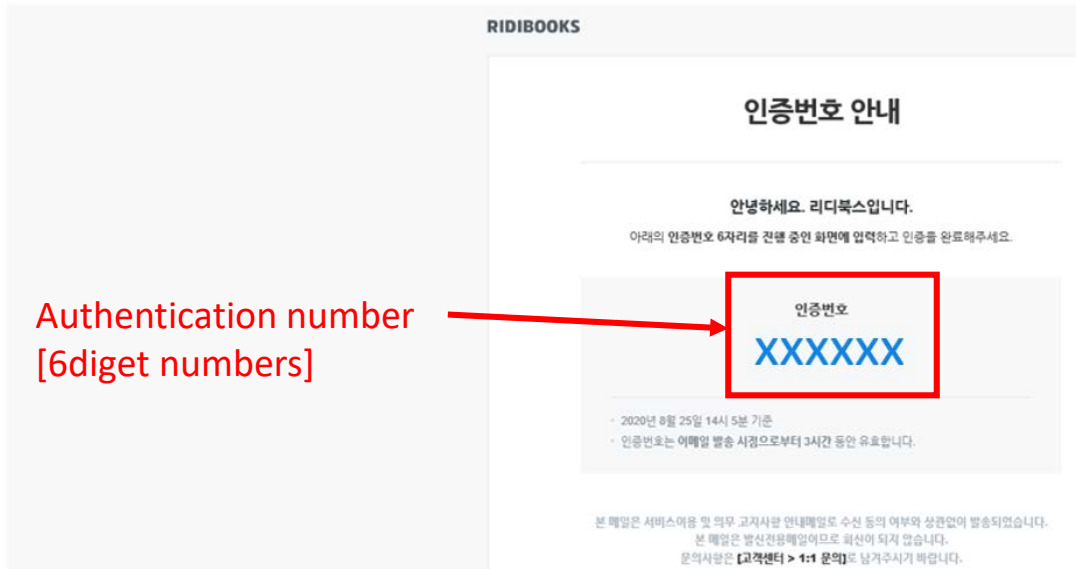 RIDIBOOKS
인증번호 안내
안녕하세요. 리디북스입니다.
아래의 인증번호 6자리를 진행 중인 화면에 입력하고 인증을 완료해주세요.
Authentication number
[6diget numbers]
인증번호
XXXXXX
· 2020년 8월 25일 14시 5분 기준
· 인증번호는 이메일 발송 시점으로부터 3시간 동안 유효합니다.
본 메일은 서비스이용 및 의무 고지사항 안내메일로 수신 동의 여부와 상관없이 발송되었습니다.
본 메일은 발신전용메일이므로 회신이 되지 않습니다.
문의사항은 [고객센터 > 1:1 문의]로 남겨주시기 바랍니다.